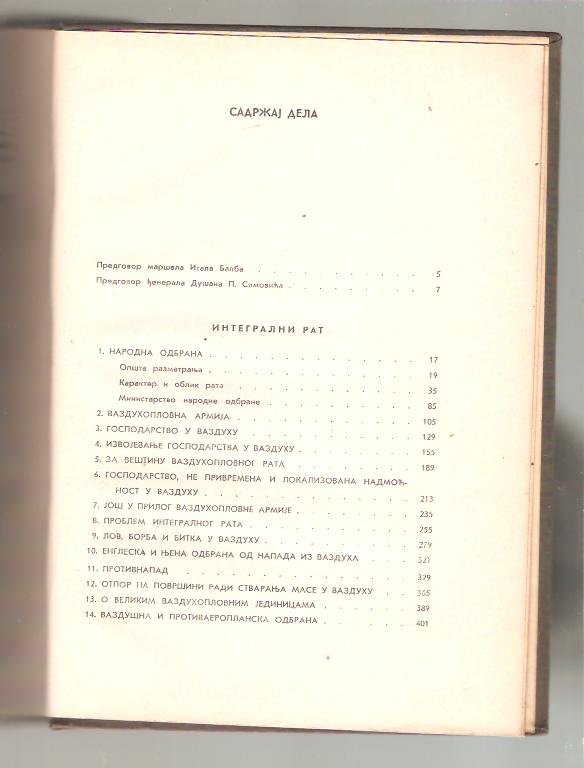 САДРЖАЈ ДЕЛА
Предговор маршала Итала Балба . . . . . . . . . . . 5
Предговор ђенерала Душана П. Симовића . . . . . . . . . 7
ИНТЕГРАЛНИ РАТ
1. НАРОДНА ОДБРАНА . . . . . . . . . . . . . 17
Општа разматрања . . . . . . . . . . . . . 19
Карактер и облик рата . . . . . . . . . . . 35
Министарство народне одбране . . . . . . . . . . 85
2. ВАЗДУХОПЛОВНА АРМИЈА . . . . . . . . . . . 105
3. ГОСПОДАРСТВО У ВАЗДУХУ . . . . . . . . . . . 129
4. ИЗВОЈЕВАЊЕ ГОСПОДАРСТВА У ВАЗДУХУ . . . . . . . 155
5. ЗА ВЕШТИНУ ВАЗДУХОПЛОВНОГ РАТА . . . . . . . . 189
6. ГОСПОДАРСТВО, НЕ ПРИВРЕМЕНА И ЛОКАЛИЗОВАНА НАДМОЋ-
НОСТ У ВАЗДУХУ . . . . . . . . . . . . . 213
7. ЈОШ У ПРИЛОГ ВАЗДУХОПЛОВНЕ АРМИЈЕ . . . . . . . 235
8. ПРОБЛЕМ ИНТЕГРАЛНОГ РАТА . . . . . . . . . . 255
9. ЛОВ, БОРБА И БИТКА У ВАЗДУХУ . . . . . . . . . 279
10. ЕНГЛЕСКА И ЊЕНА ОДБРАНА ОД НАПАДА ИЗ ВАЗДУХА . . . . 321
11. ПРОТИВНАПАД . . . . . . . . . . . . . . 329
12. ОТПОР НА ПОВРШИНИ РАДИ СТВАРАЊА МАСЕ У ВАЗДУХУ . . . 365
13. О ВЕЛИКИМ ВАЗДУХОПЛОВНИМ ЈЕДИНИЦАМА . . . . . . 389
14. ВАЗДУШНА И ПРОТИВАЕРОПЛАНСКА ОДБРАНА . . . . . . 401